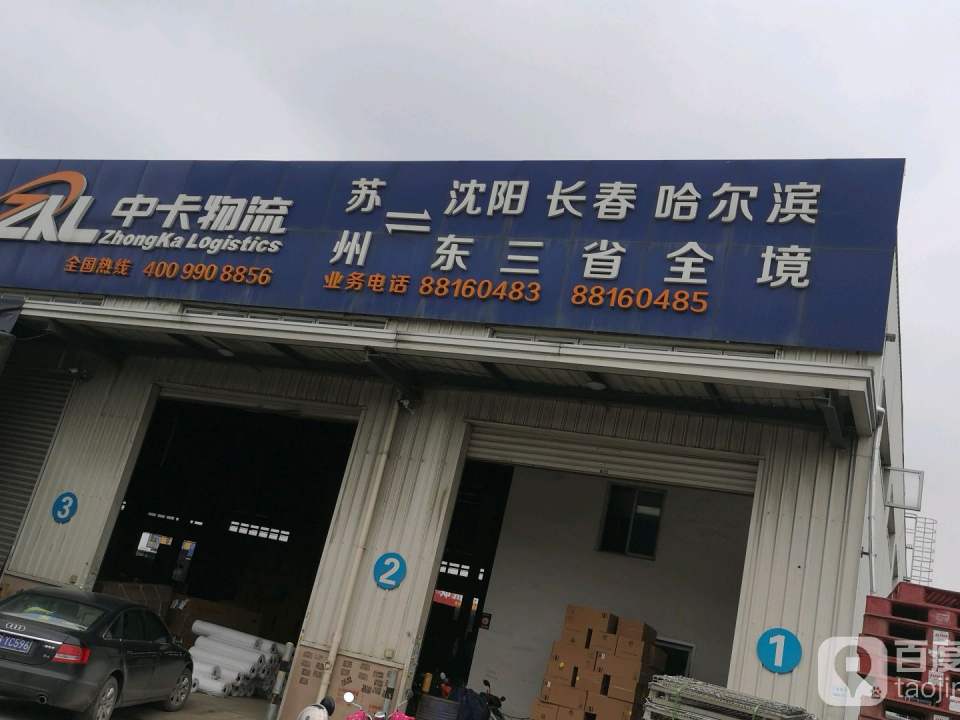 ZKL 中卡物流
ZhongKa Logistics
全国热线 400 990 8856
苏州 ⇌ 沈阳 长春 哈尔滨
东三省全境
业务电话 88160483 88160485
3
2
1
TC596
百度
taojin